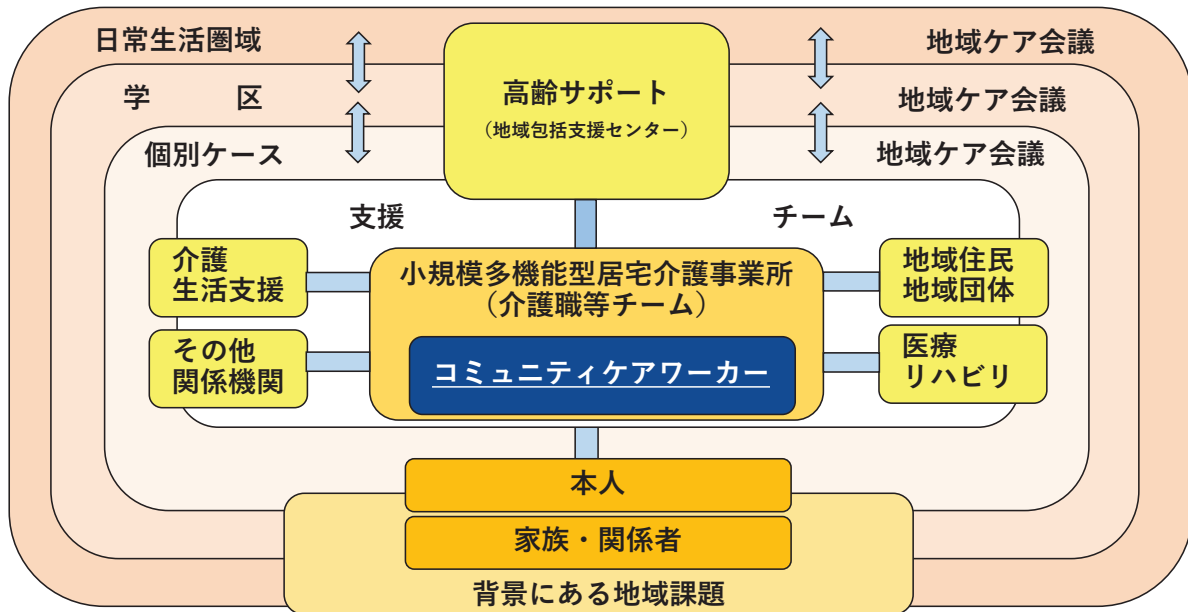 日常生活圏域
地域ケア会議
学 区
地域ケア会議
個別ケース
地域ケア会議
高齢サポート
（地域包括支援センター）
支援
チーム
介護
生活支援
その他
関係機関
小規模多機能型居宅介護事業所
（介護職等チーム）
コミュニティケアワーカー
地域住民
地域団体
医療
リハビリ
本人
家族・関係者
背景にある地域課題